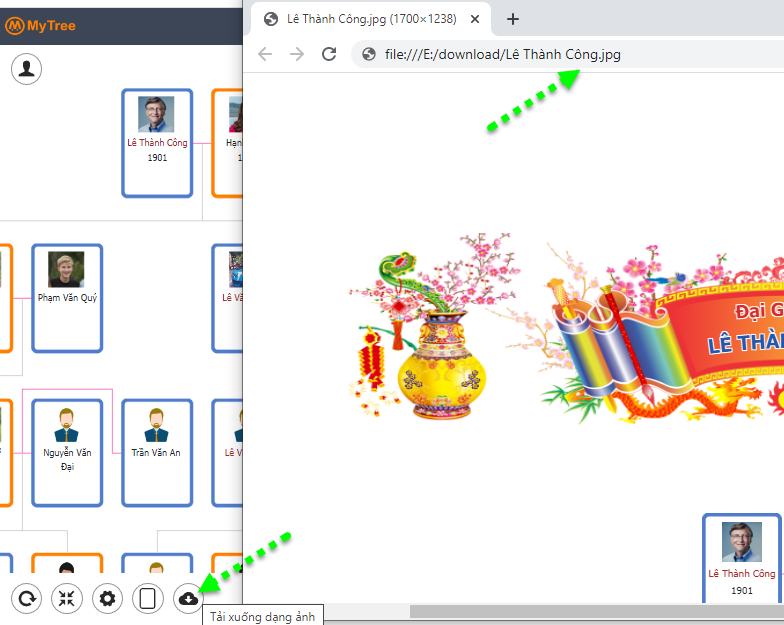 MyTree
Lê Thành Công
1901
Hạn
1
Phạm Văn Quý
Lê Vă
Nguyễn Văn
Đại
Trần Văn An
Lê V
Tải xuống dạng ảnh
Lê Thành Công.jpg (1700×1238)
file:///E:/download/Lê Thành Công.jpg
Đại G
LÊ THÀN
Lê Thành Công
1901